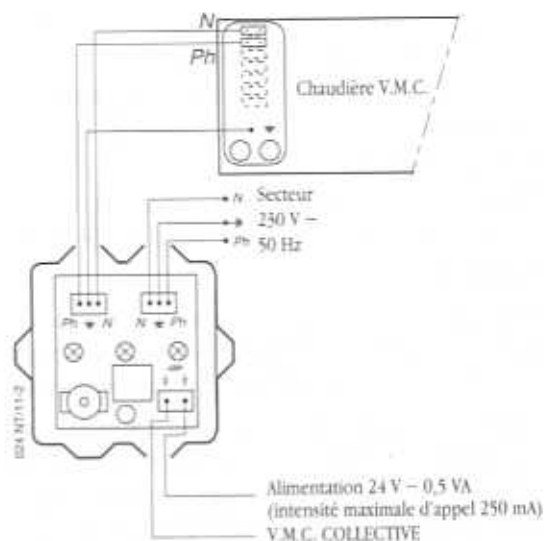 N
Ph
Chaudière V.M.C.
N Secteur
230 V ~
Ph 50 Hz
Ph N N Ph
024 NT/11-2
Alimentation 24 V – 0,5 VA
(intensité maximale d'appel 250 mA)
V.M.C. COLLECTIVE